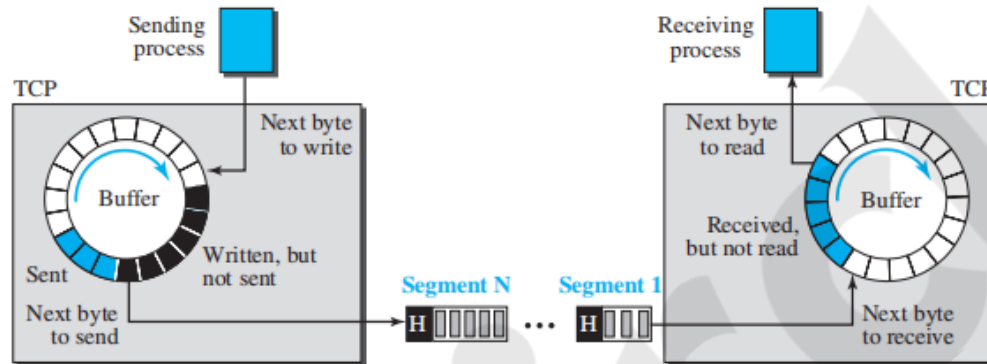 Sending
process
Receiving
process
TCP
TCP
Next byte
to write
Next byte
to read
Buffer
Buffer
Written, but
not sent
Received,
but not read
Sent
Segment N
Segment 1
Next byte
to send
H
...
H
Next byte
to receive